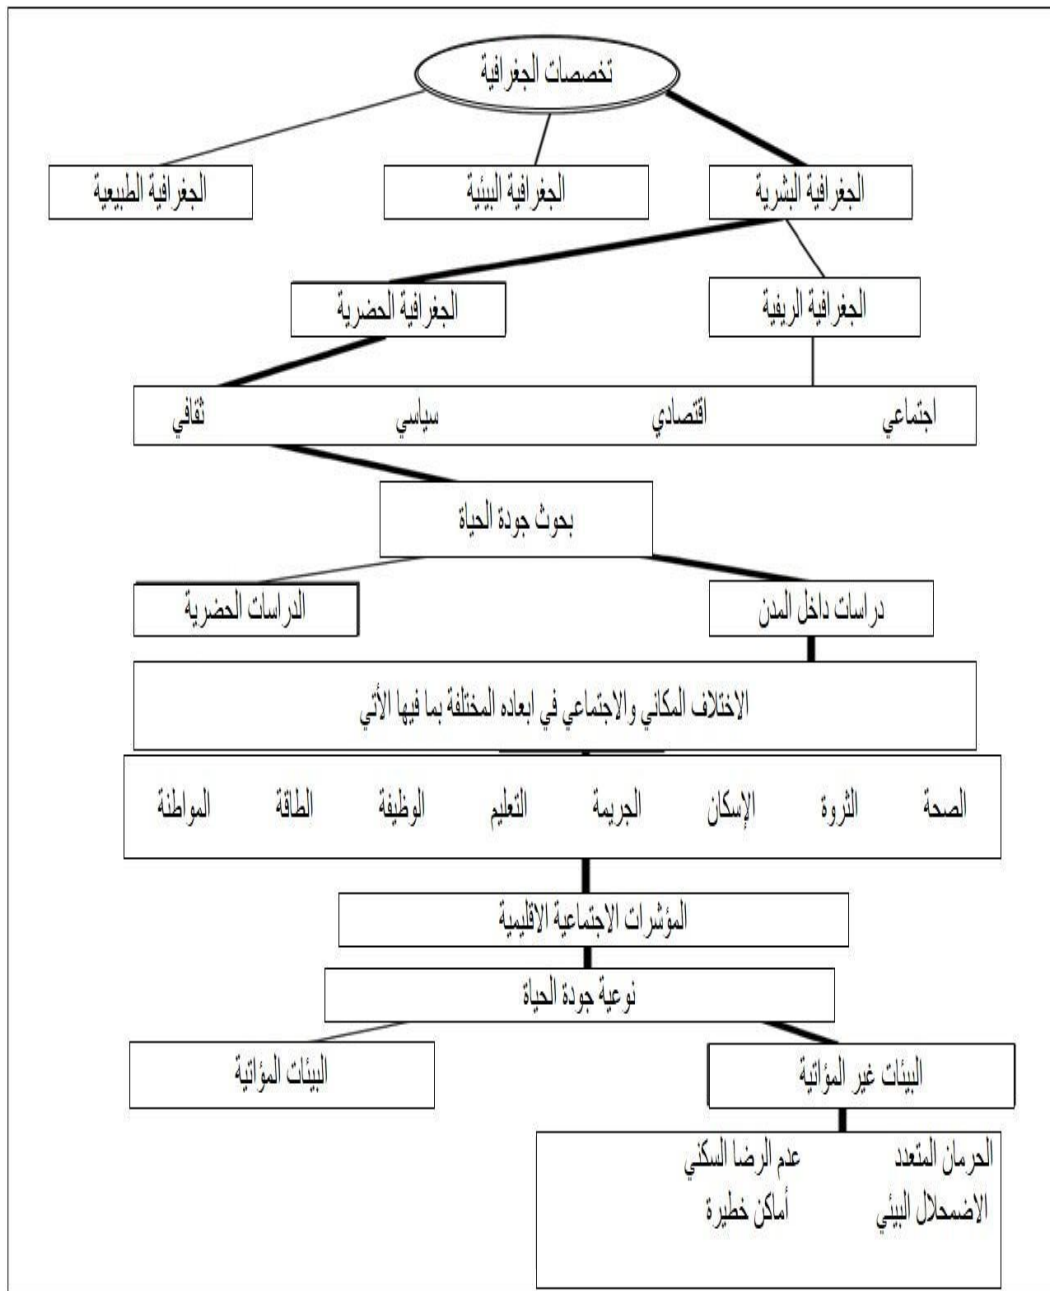 تخصصات الجغرافية
الجغرافية البشرية الجغرافية البيئية الجغرافية الطبيعية
الجغرافية الريفية الجغرافية الحضرية
اجتماعي اقتصادي سياسي ثقافي
بحوث جودة الحياة
دراسات داخل المدن الدراسات الحضرية
الاختلاف المكاني والاجتماعي في ابعاده المختلفة بما فيها الأتي
الصحة الثروة الإسكان الجريمة التعليم الوظيفة الطاقة المواطنة
المؤشرات الاجتماعية الاقليمية
نوعية جودة الحياة
البيئات غير المؤاتية البيئات المؤاتية
الحرمان المتعدد عدم الرضا السكني
الاضمحلال البيئي أماكن خطيرة